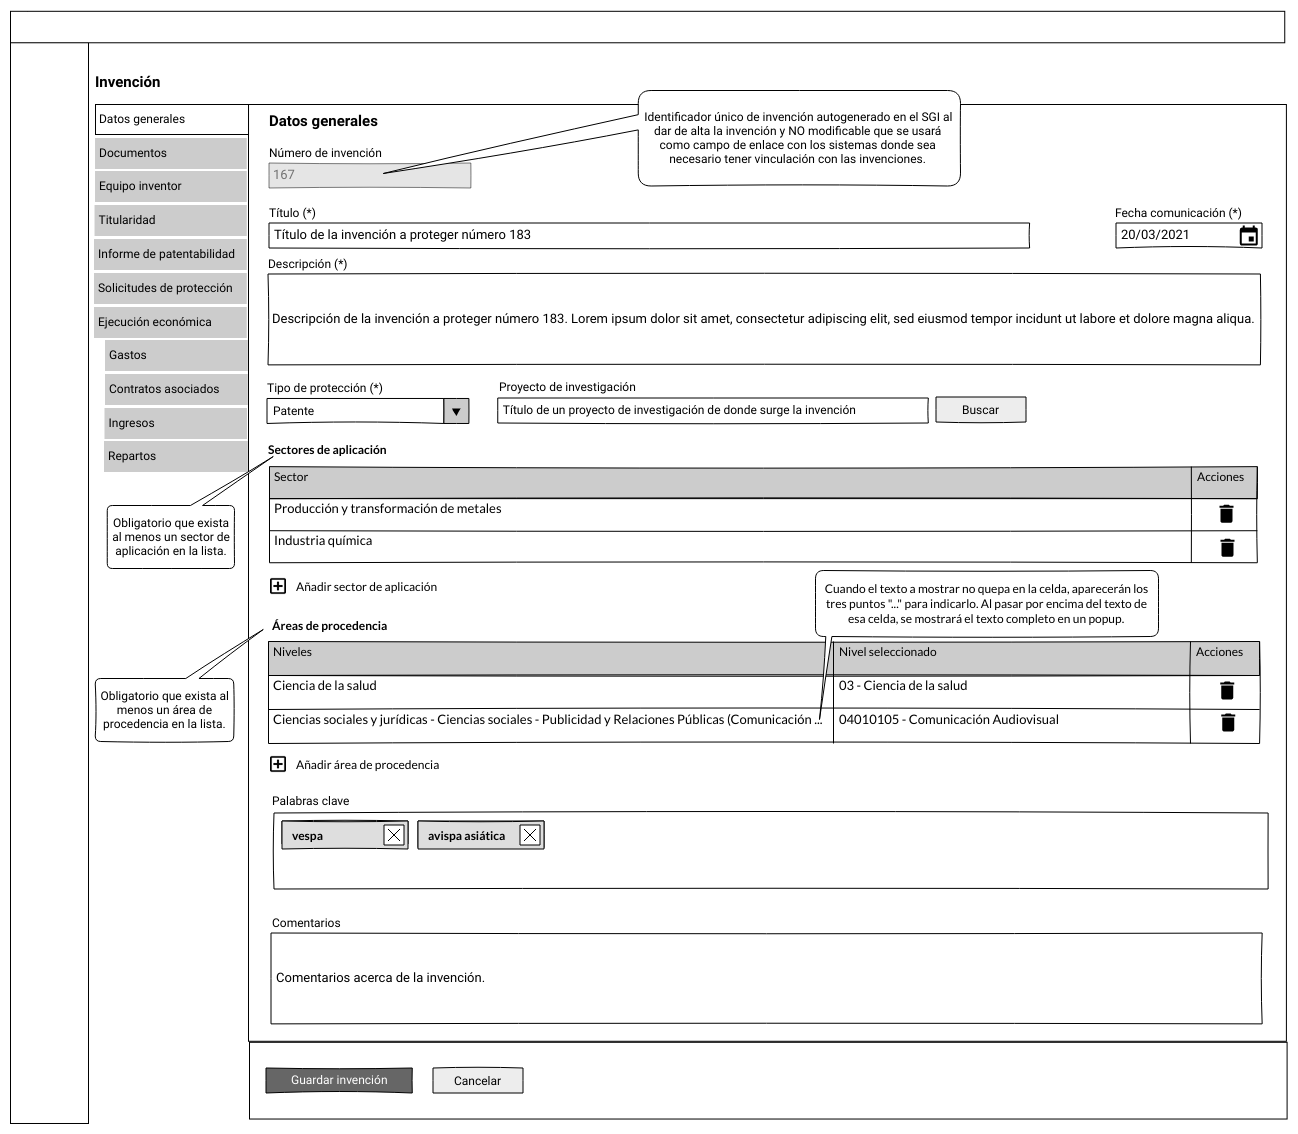 Invención
Datos generales
Documentos
Equipo inventor
Titularidad
Informe de patentabilidad
Solicitudes de protección
Ejecución económica
Gastos
Contratos asociados
Ingresos
Repartos
Datos generales
Identificador único de invención autogenerado en el SGI al
dar de alta la invención y NO modificable que se usará
como campo de enlace con los sistemas donde sea
necesario tener vinculación con las invenciones.
Número de invención
167
Título (*)
Fecha comunicación (*)
Título de la invención a proteger número 183
20/03/2021
Descripción (*)
Descripción de la invención a proteger número 183. Lorem ipsum dolor sit amet, consectetur adipiscing elit, sed eiusmod tempor incidunt ut labore et dolore magna aliqua.
Tipo de protección (*)
Proyecto de investigación
Patente
Título de un proyecto de investigación de donde surge la invención
Buscar
Sectores de aplicación
Sector
Acciones
Producción y transformación de metales
Industria química
Obligatorio que exista
al menos un sector de
aplicación en la lista.
Añadir sector de aplicación
Cuando el texto a mostrar no quepa en la celda, aparecerán los
tres puntos "..." para indicarlo. Al pasar por encima del texto de
esa celda, se mostrará el texto completo en un popup.
Áreas de procedencia
Niveles
Nivel seleccionado
Acciones
Ciencia de la salud
03 - Ciencia de la salud
Ciencias sociales y jurídicas - Ciencias sociales - Publicidad y Relaciones Públicas (Comunicación ...
04010105 - Comunicación Audiovisual
Obligatorio que exista al
menos un área de
procedencia en la lista.
Añadir área de procedencia
Palabras clave
vespa
avispa asiática
Comentarios
Comentarios acerca de la invención.
Guardar invención
Cancelar